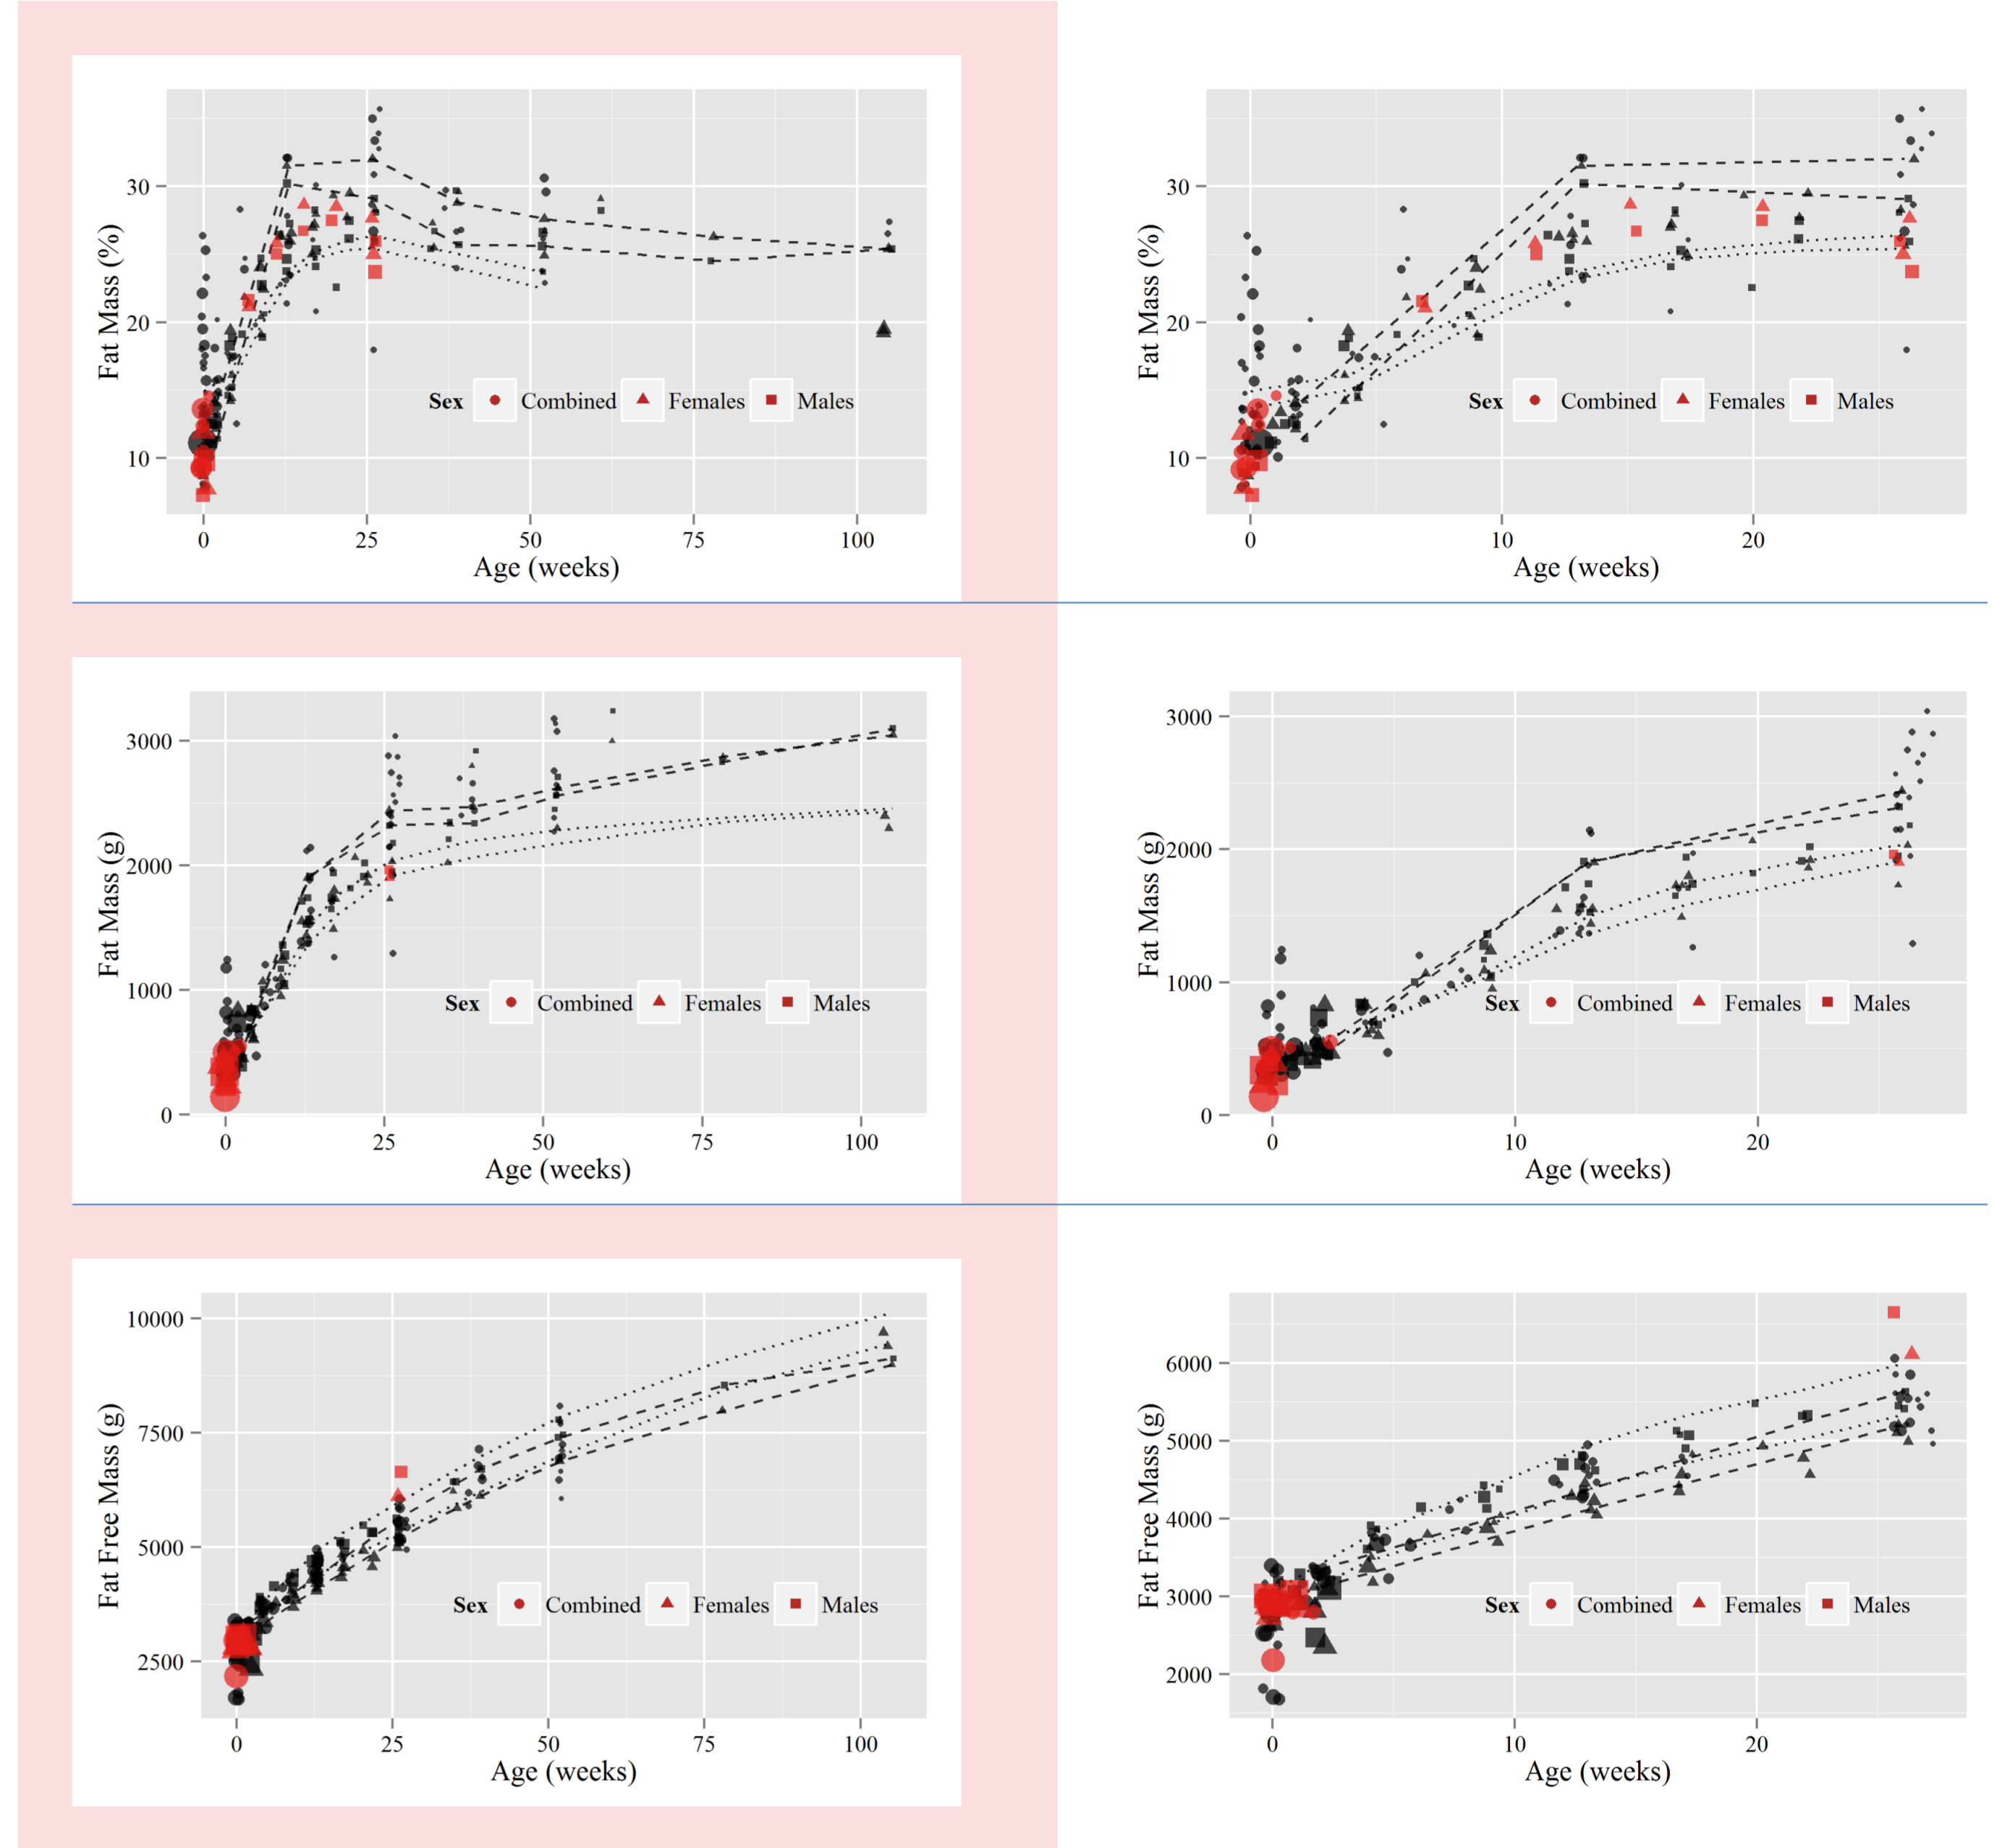 30
20
10
Fat Mass (%)
Sex Combined Females Males
0 25 50 75 100
Age (weeks)
30
20
10
Fat Mass (%)
Sex Combined Females Males
0 10 20
Age (weeks)
3000
2000
1000
0
Fat Mass (g)
Sex Combined Females Males
0 25 50 75 100
Age (weeks)
3000
2000
1000
0
Fat Mass (g)
Sex Combined Females Males
0 10 20
Age (weeks)
10000
7500
5000
2500
Fat Free Mass (g)
Sex Combined Females Males
0 25 50 75 100
Age (weeks)
6000
5000
4000
3000
2000
Fat Free Mass (g)
Sex Combined Females Males
0 10 20
Age (weeks)